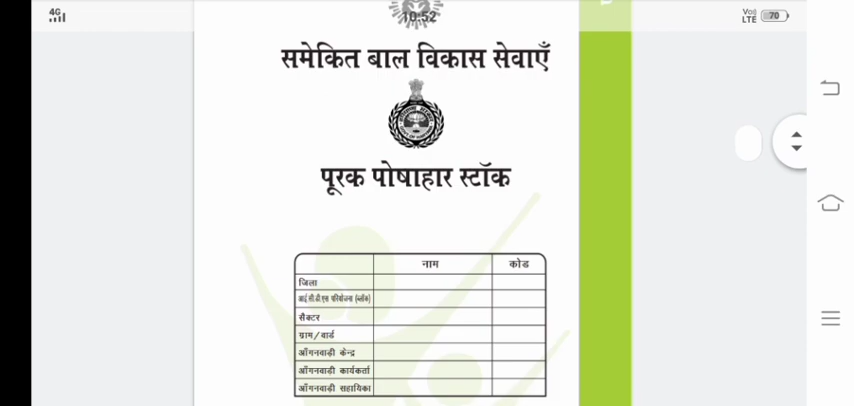 4G
10:52
Vo)
LTE
70
समेकित बाल विकास सेवाएँ
पूरक पोषाहार स्टॉक
नाम कोड
जिला
आई.सी.डी.एस परियोजना (ब्लॉक)
सैक्टर
ग्राम/वार्ड
आँगनवाड़ी केन्द्र
आँगनवाड़ी कार्यकर्ता
आँगनवाड़ी सहायिका